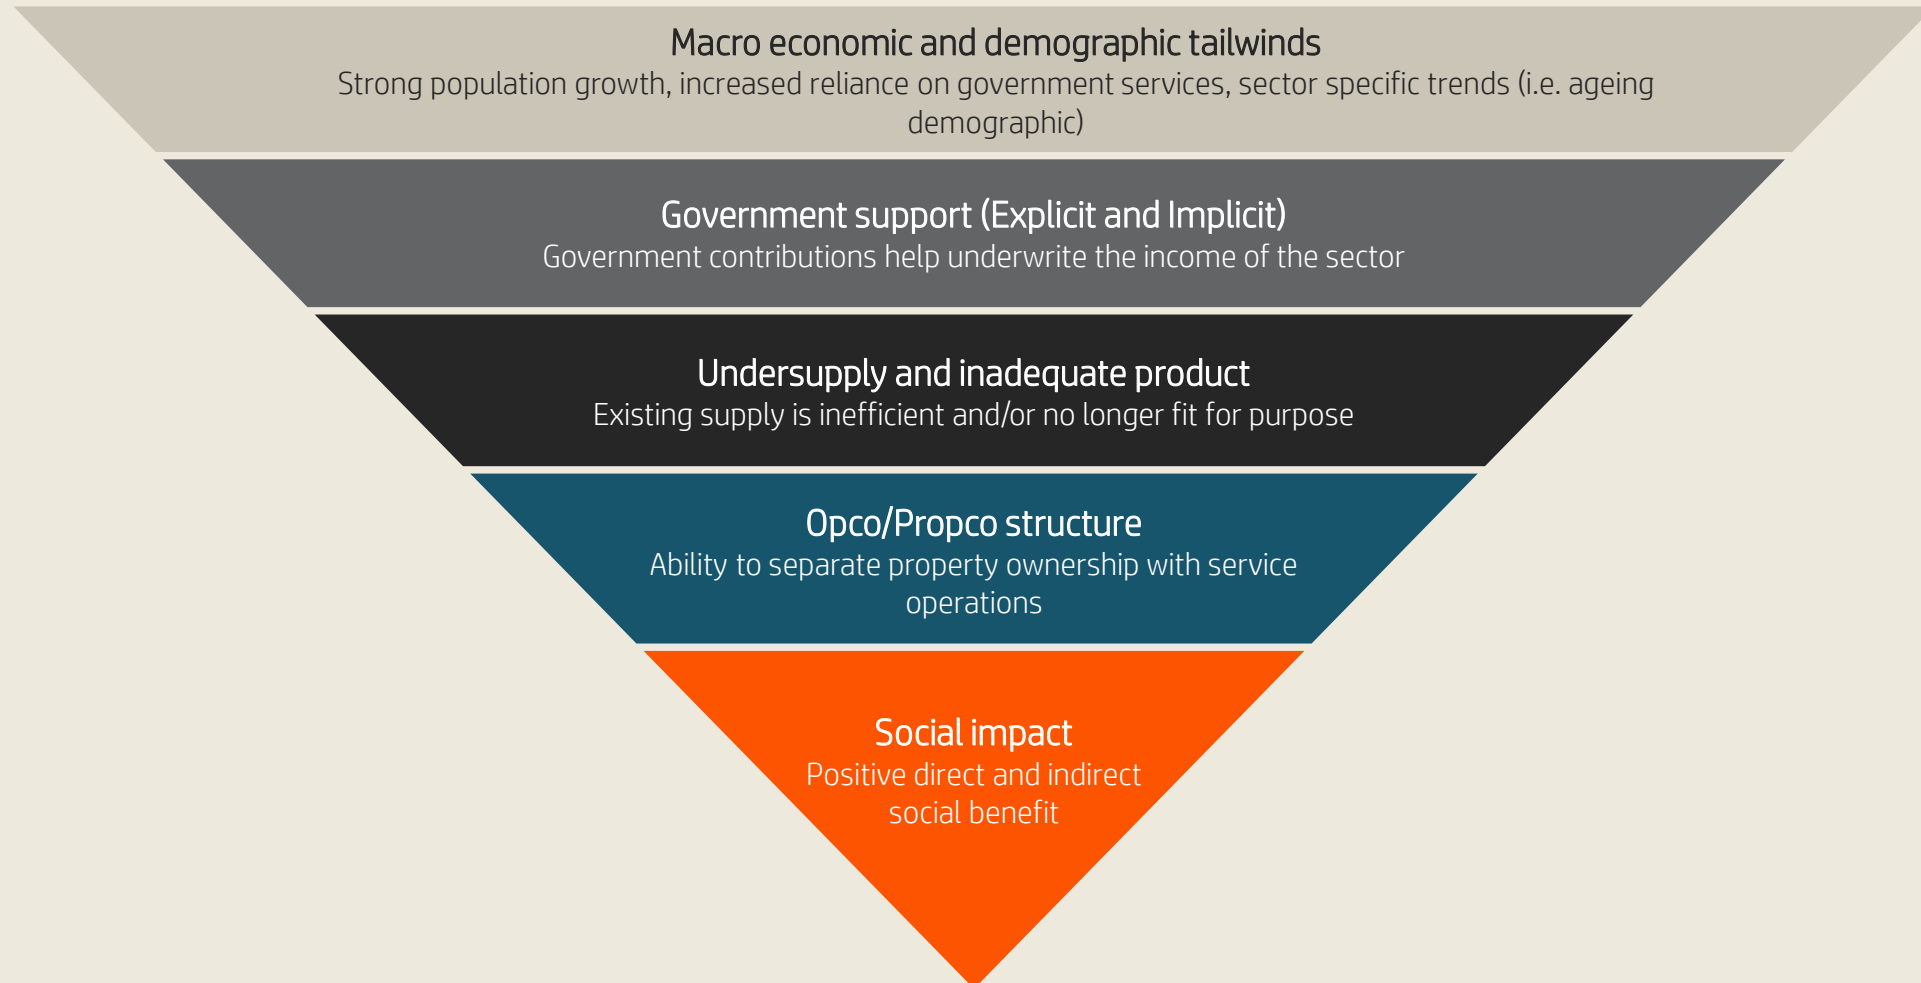 Macro economic and demographic tailwinds
Strong population growth, increased reliance on government services, sector specific trends (i.e. ageing
demographic)
Government support (Explicit and Implicit)
Government contributions help underwrite the income of the sector
Undersupply and inadequate product
Existing supply is inefficient and/or no longer fit for purpose
Opco/Propco structure
Ability to separate property ownership with service
operations
Social impact
Positive direct and indirect
social benefit